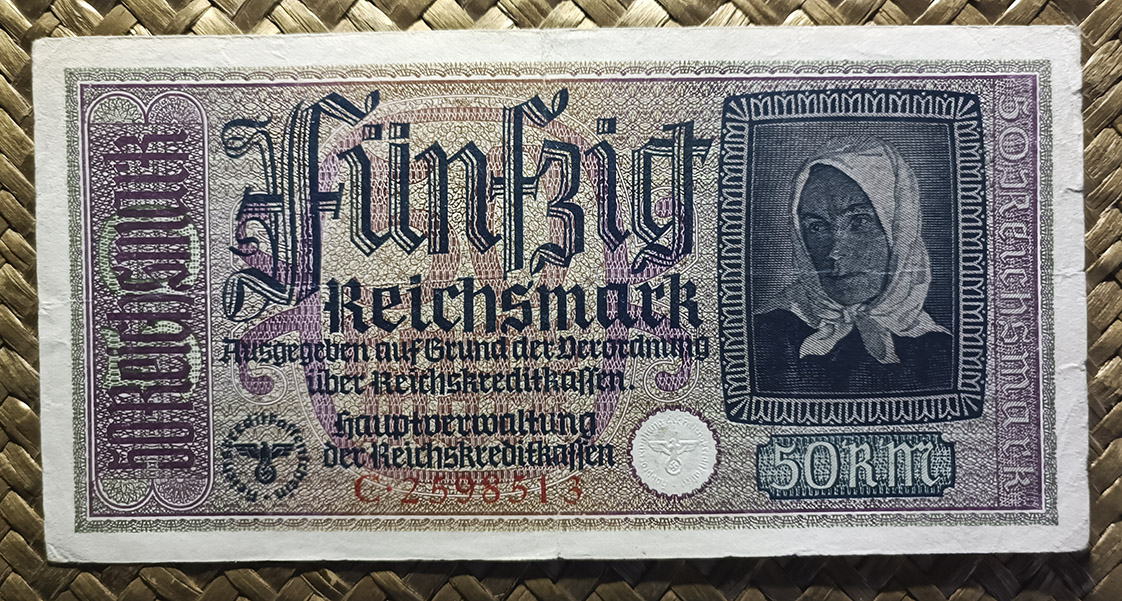 50 Reichsmark
Fünfzig
Reichsmark
Ausgegeben auf Grund der Verordnung
über Reichskreditkassen.
Hauptverwaltung
der Reichskreditkassen
C·2598513
50 Reichsmark
50 RM